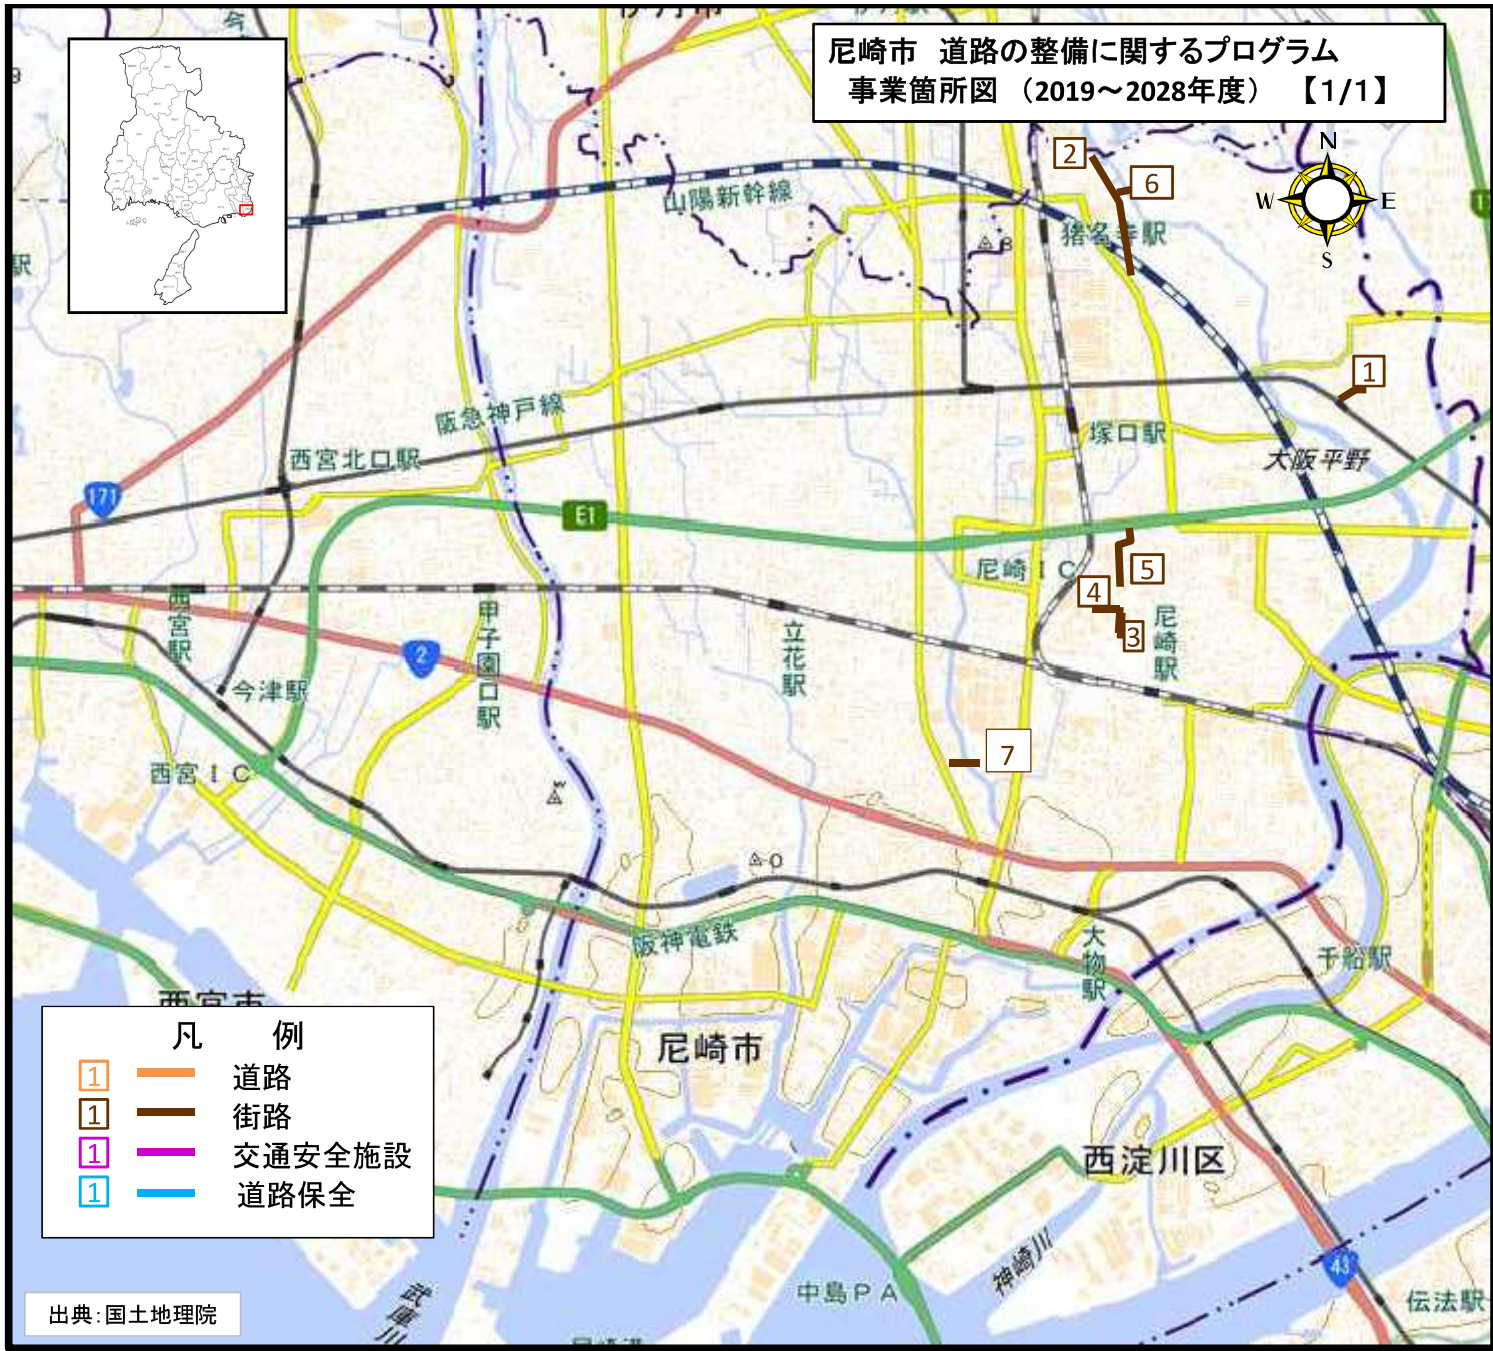 尼崎市 道路の整備に関するプログラム
事業箇所図 （2019～2028年度） 【1/1】
N
W
E
S
2
6
山陽新幹線
猪名寺駅
駅
1
阪急神戸線
西宮北口駅
塚口駅
大阪平野
171
E1
尼崎IC
5
4
3
尼崎駅
西宮駅
甲子園口駅
立花駅
2
今津駅
西宮IC
7
阪神電鉄
大物駅
千船駅
西宮市
尼崎市
西淀川区
神崎川
中島PA
43
伝法駅
武庫川
凡 例
1 道路
1 街路
1 交通安全施設
1 道路保全
出典：国土地理院